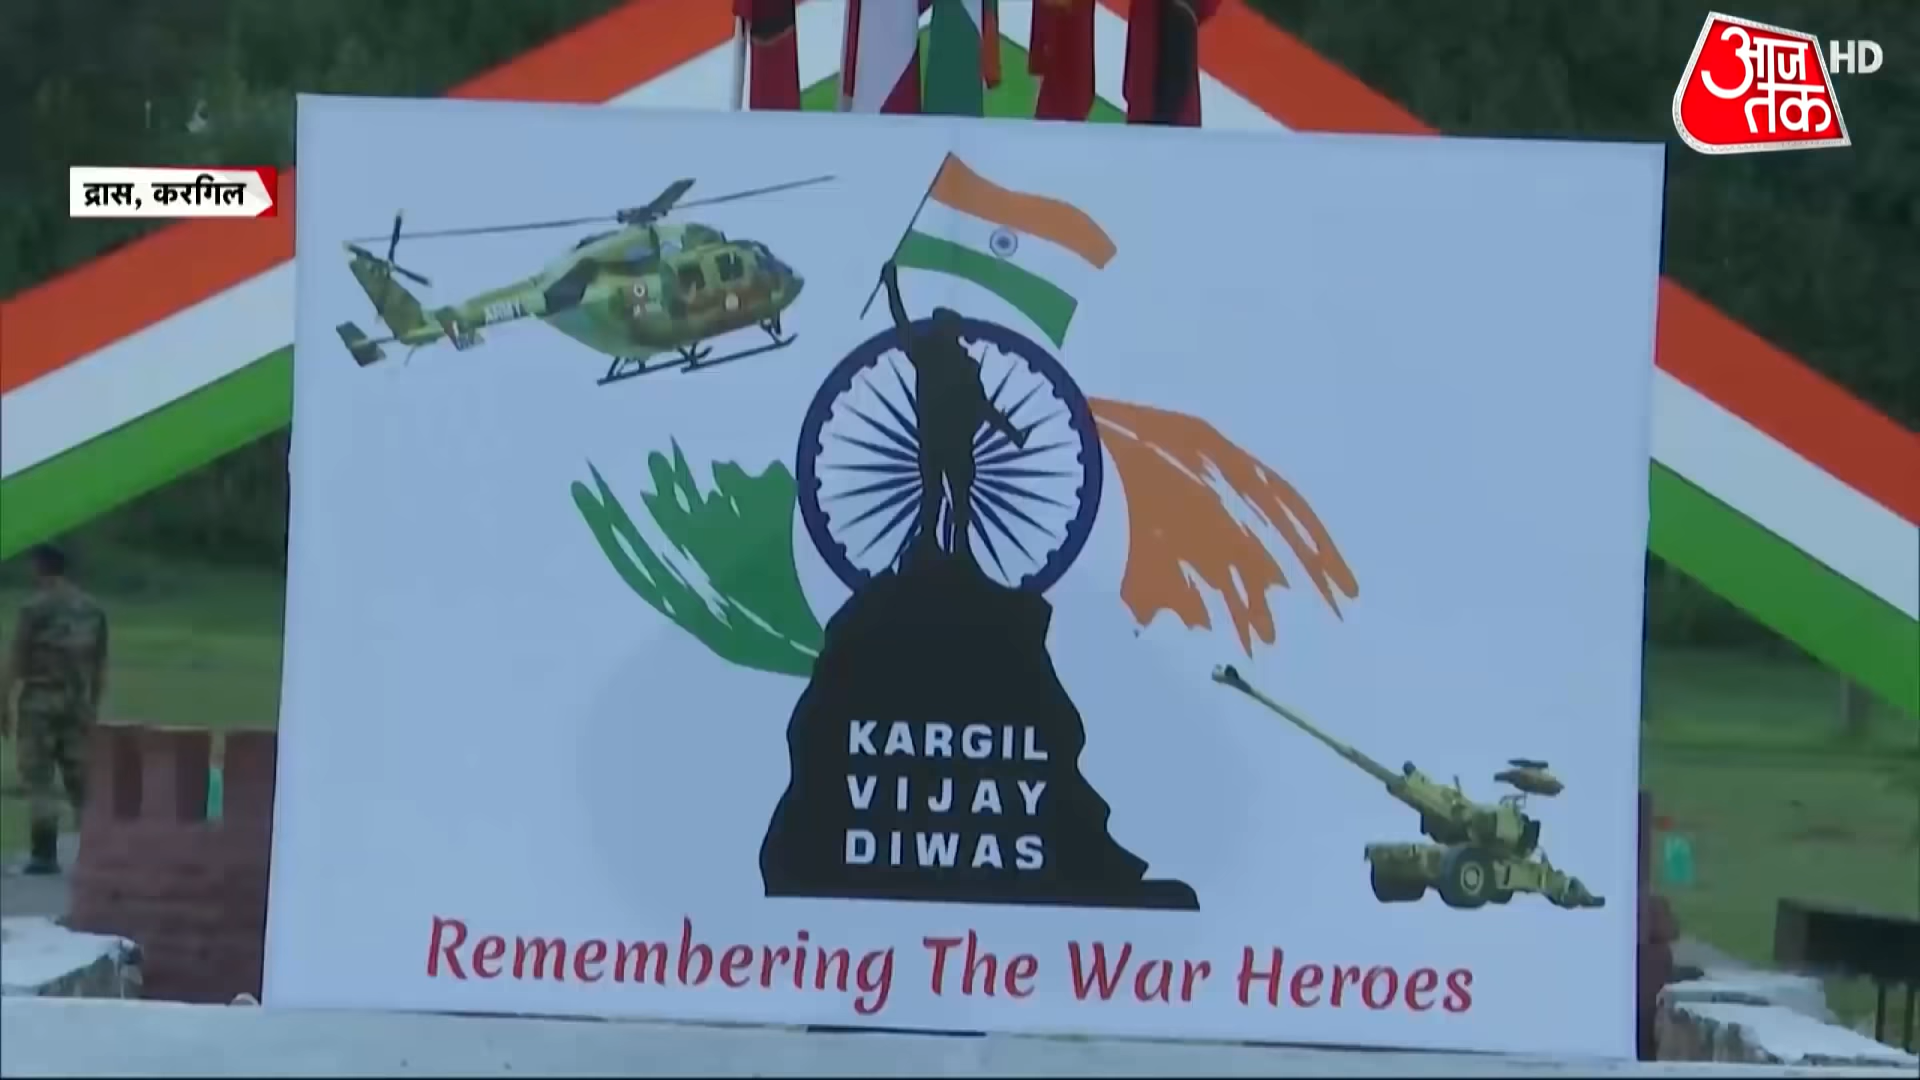 आज
तक
HD
द्रास, करगिल
ARMY
KARGIL
VIJAY
DIWAS
Remembering The War Heroes